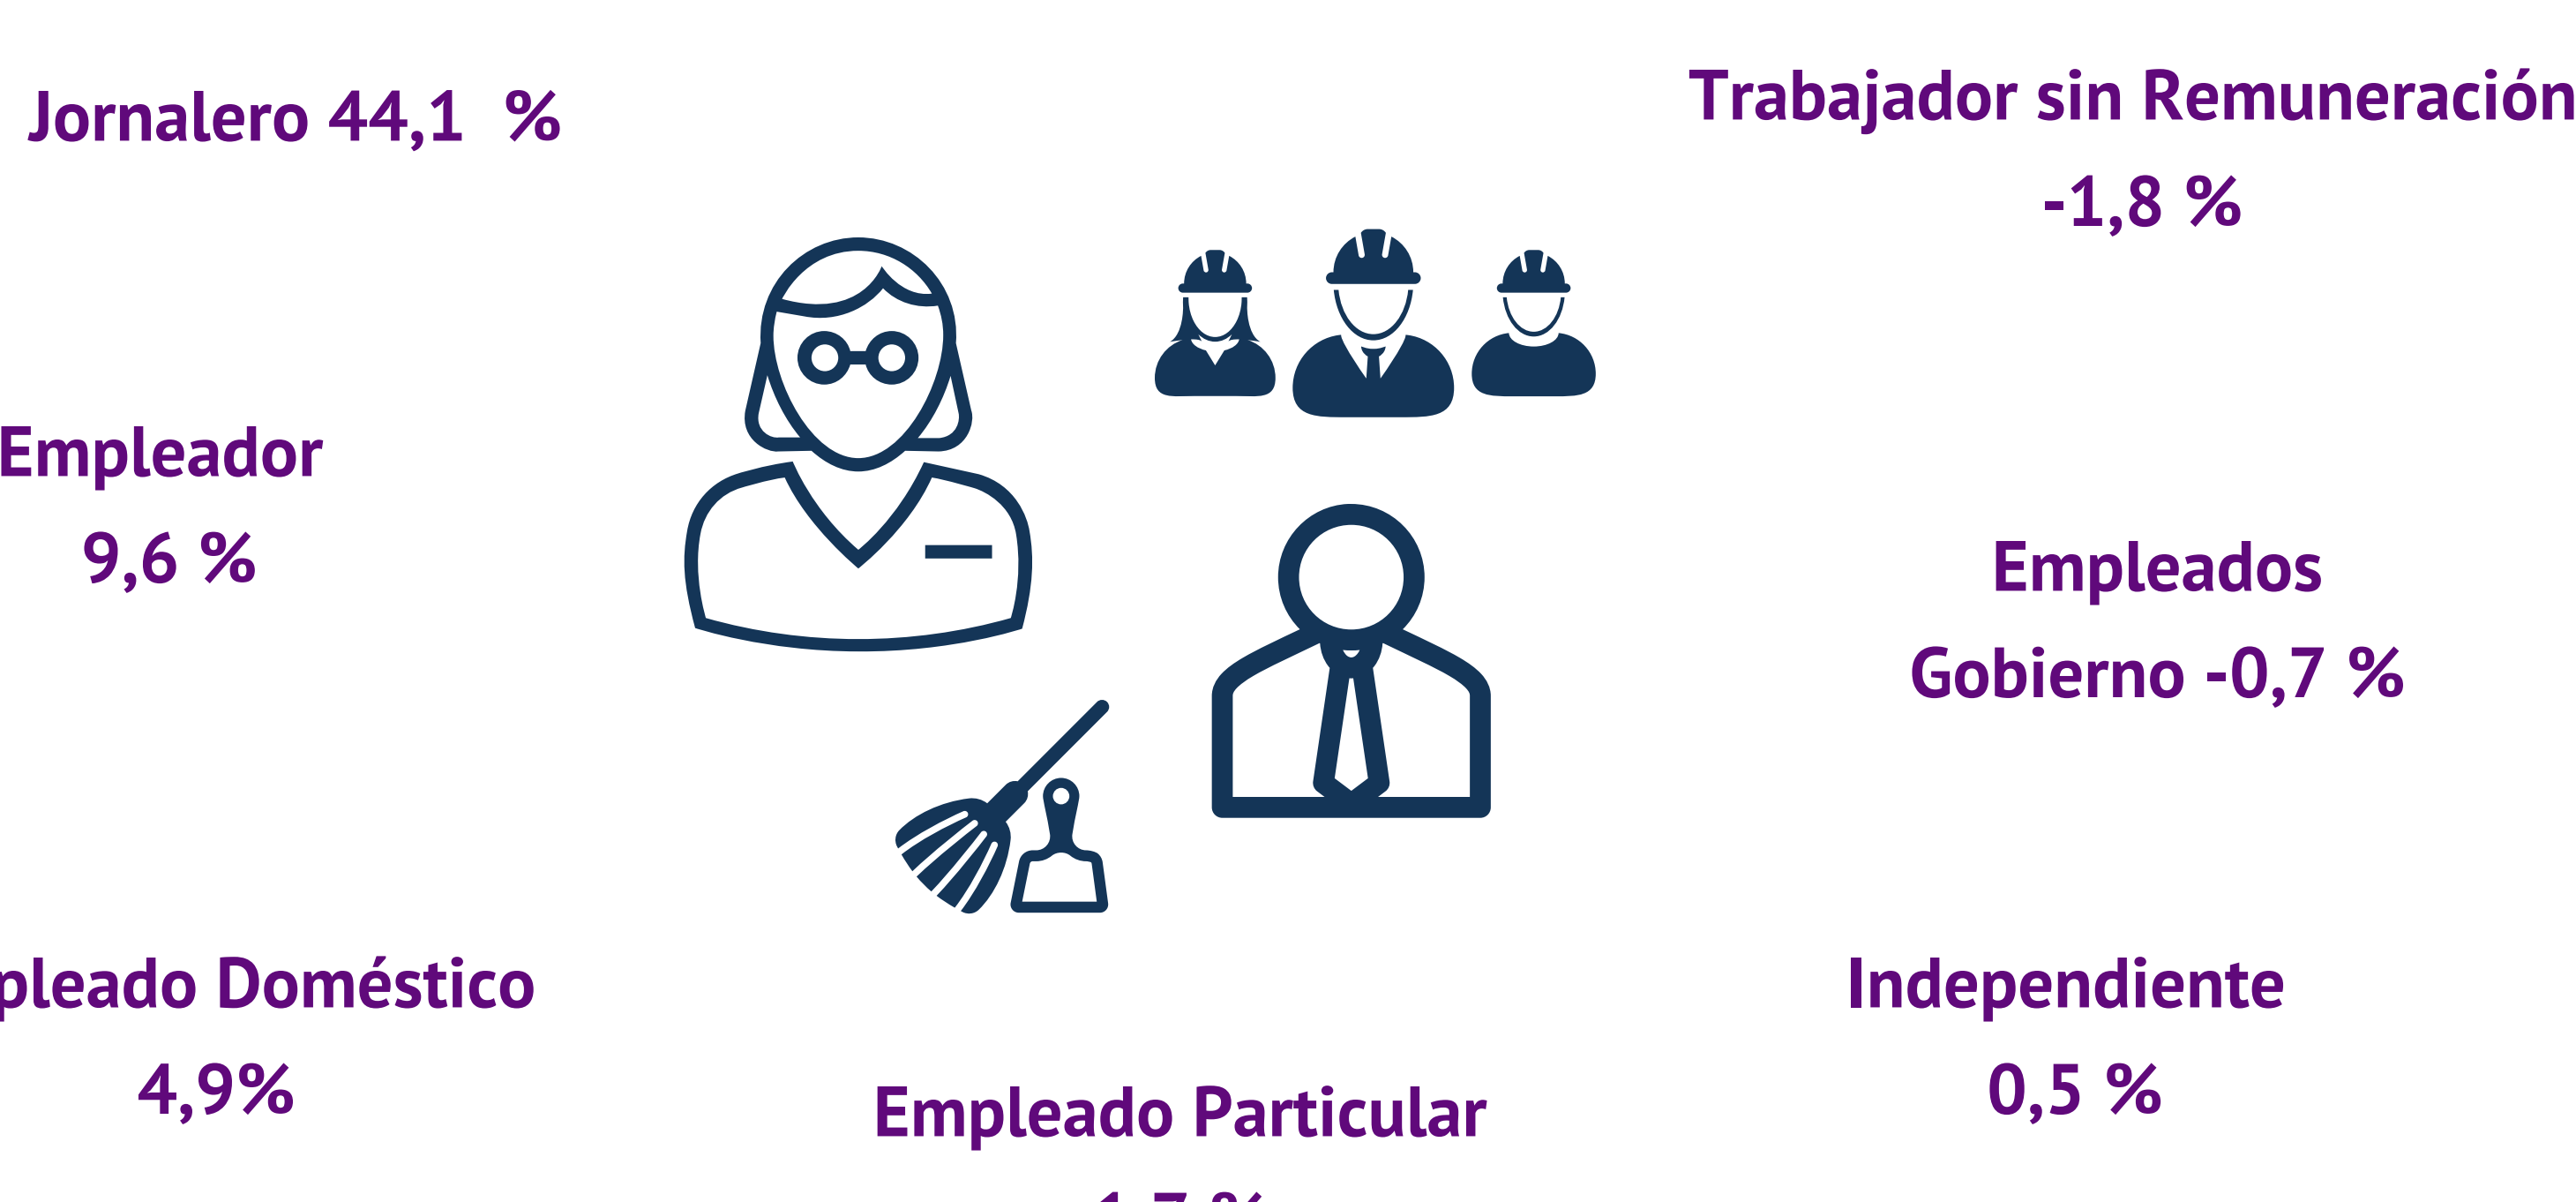 Jornalero 44,1 %
Trabajador sin Remuneración
-1,8 %
Empleador
9,6 %
Empleados
Gobierno -0,7 %
Doméstico
4,9%
Independiente
0,5 %
Empleado Particular